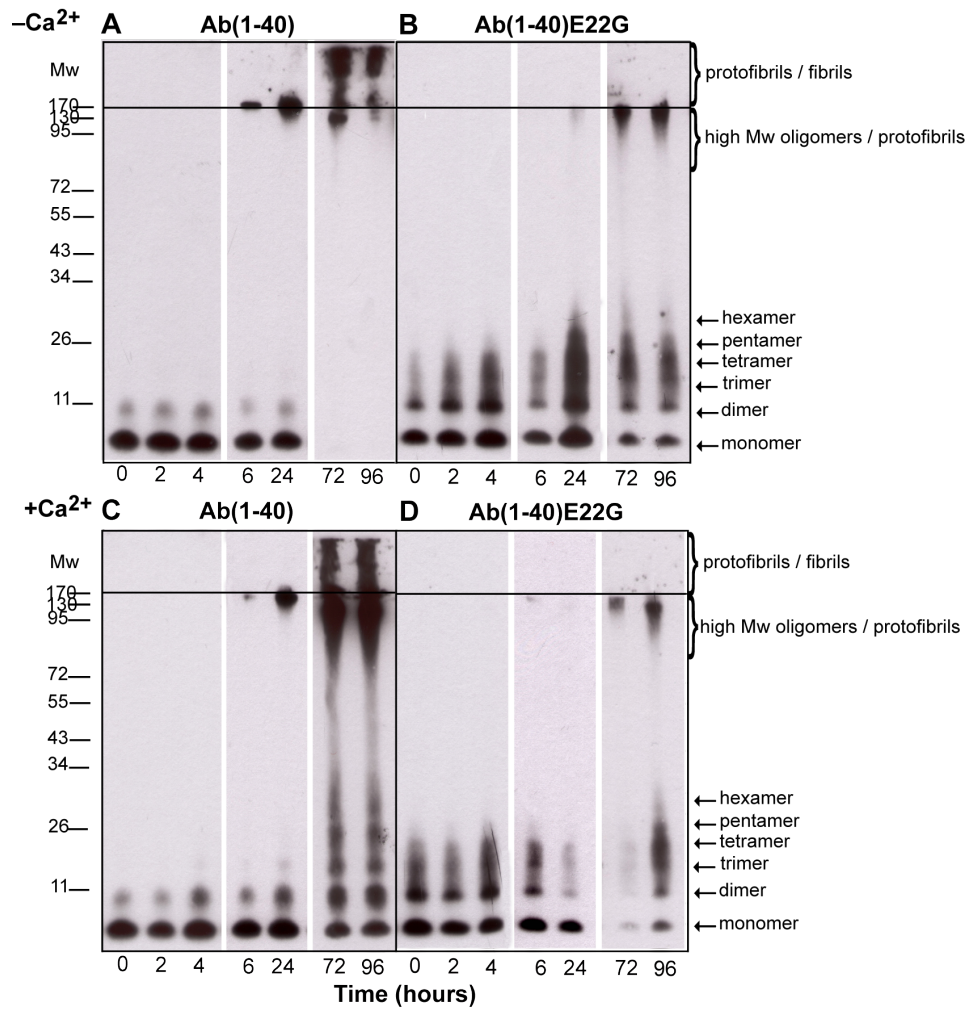 −Ca2+ A Ab(1-40) B Ab(1-40)E22G
Mw
protofibrils / fibrils
170
130
95
high Mw oligomers / protofibrils
72
55
43
34
hexamer
26
pentamer
tetramer
trimer
11
dimer
monomer
0 2 4 6 24 72 96 0 2 4 6 24 72 96
+Ca2+ C Ab(1-40) D Ab(1-40)E22G
Mw
protofibrils / fibrils
170
130
95
high Mw oligomers / protofibrils
72
55
43
34
hexamer
26
pentamer
tetramer
trimer
11
dimer
monomer
0 2 4 6 24 72 96 0 2 4 6 24 72 96
Time (hours)